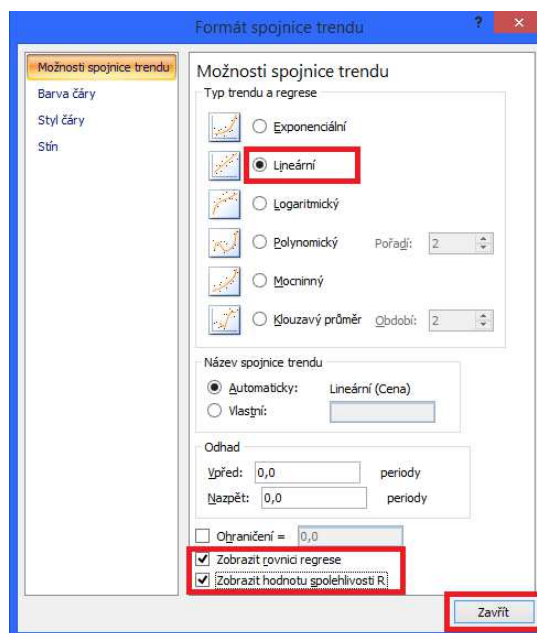 Formát spojnice trendu
?
×
Možnosti spojnice trendu
Barva čáry
Styl čáry
Stín
Možnosti spojnice trendu
Typ trendu a regrese
Exponenciální
Lineární
Logaritmický
Polynomický Pořadí: 2
Mocninný
Klouzavý průměr Období: 2
Název spojnice trendu
Automaticky: Lineární (Cena)
Vlastní:
Odhad
Vpřed: 0,0 periody
Nazpět: 0,0 periody
Ohraničení = 0,0
Zobrazit rovnici regrese
Zobrazit hodnotu spolehlivosti R
Zavřít